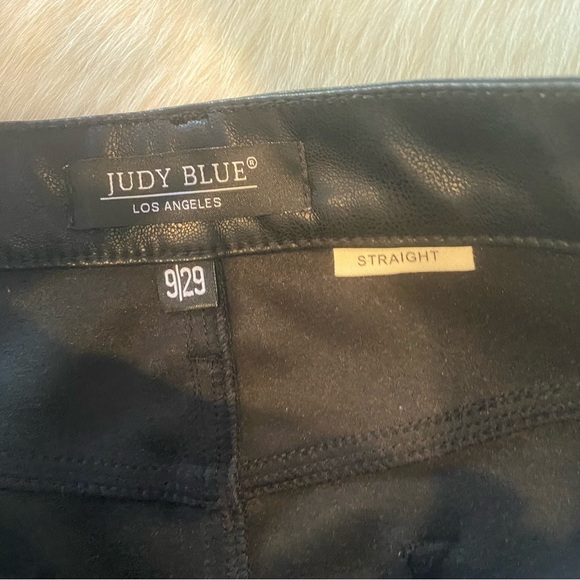 JUDY BLUE®
LOS ANGELES
9|29
STRAIGHT